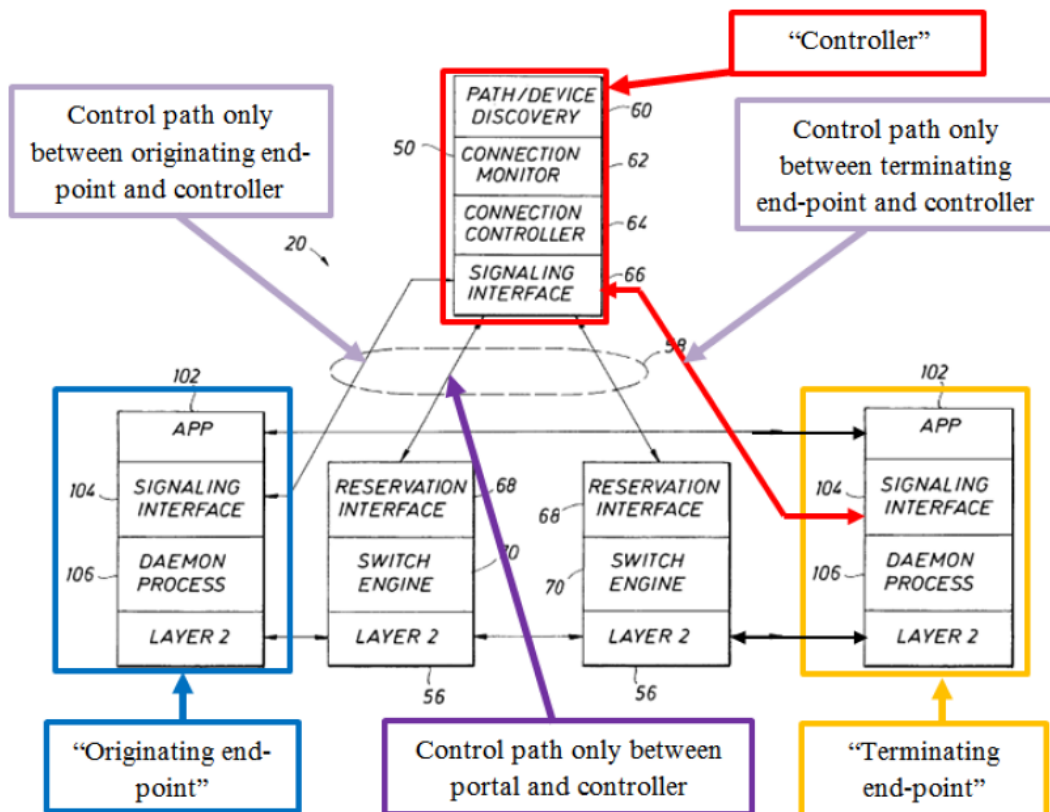 “Controller”
Control path only
between originating end-
point and controller
Control path only
between terminating
end-point and controller
PATH/DEVICE
DISCOVERY
60
50
CONNECTION
MONITOR
62
CONNECTION
CONTROLLER
64
20
SIGNALING
INTERFACE
66
58
102
APP
104
SIGNALING
INTERFACE
106
DAEMON
PROCESS
LAYER 2
RESERVATION
INTERFACE
68
SWITCH
ENGINE
70
LAYER 2
56
68
RESERVATION
INTERFACE
70
SWITCH
ENGINE
LAYER 2
56
102
APP
104
SIGNALING
INTERFACE
106
DAEMON
PROCESS
LAYER 2
“Originating end-
point”
Control path only between
portal and controller
“Terminating
end-point”